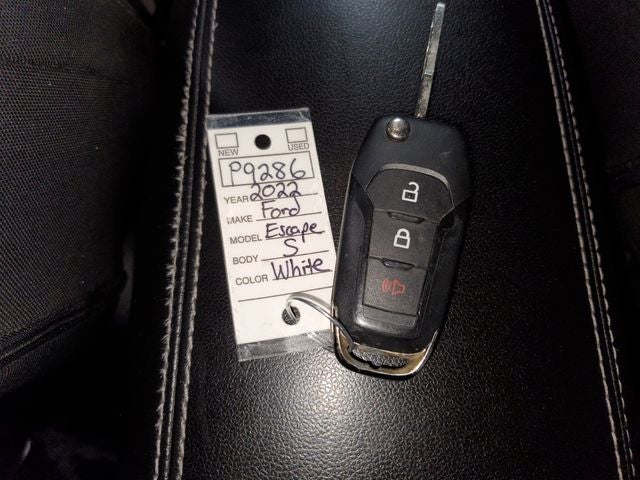 NEW USED
P9286
YEAR 2022
MAKE Ford
MODEL Escape
BODY S
COLOR White